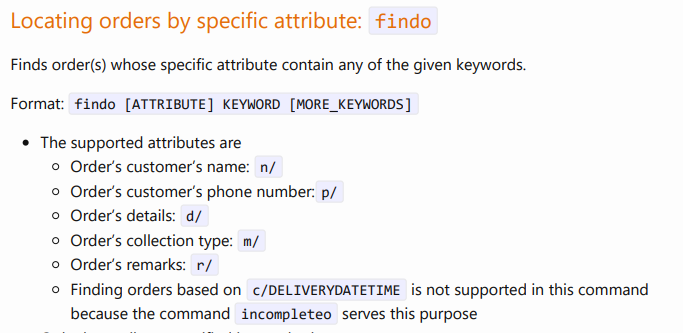 Locating orders by specific attribute: findo
Finds order(s) whose specific attribute contain any of the given keywords.
Format: findo [ATTRIBUTE] KEYWORD [MORE_KEYWORDS]
• The supported attributes are
◦ Order's customer's name: n/
◦ Order's customer's phone number: p/
◦ Order's details: d/
◦ Order's collection type: m/
◦ Order's remarks: r/
◦ Finding orders based on c/DELIVERYDATETIME is not supported in this command
because the command incompleteo serves this purpose